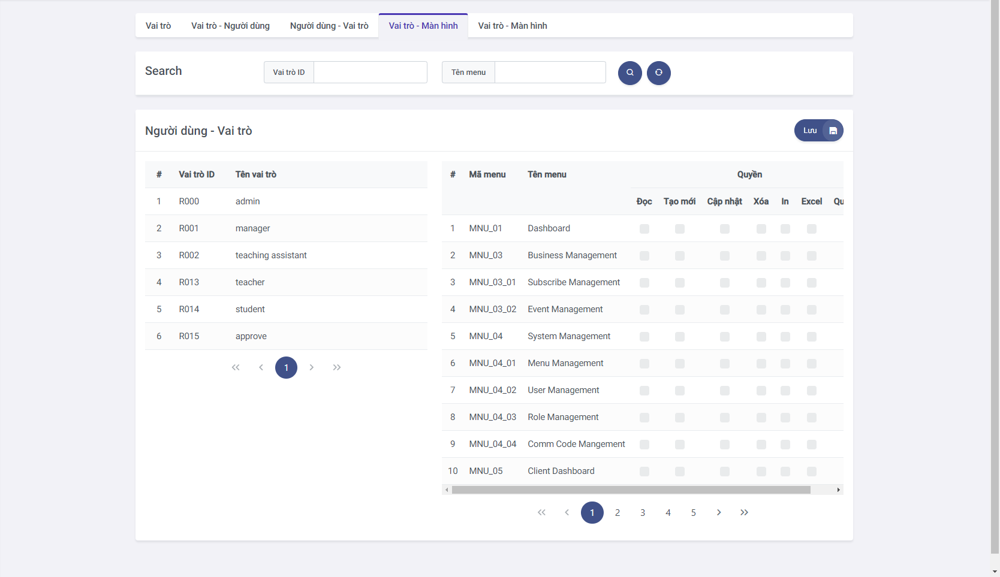 Vai trò Vai trò - Người dùng Người dùng - Vai trò Vai trò - Màn hình Vai trò - Màn hình
Search Vai trò ID Tên menu
Người dùng - Vai trò Lưu
# Vai trò ID Tên vai trò
1 R000 admin
2 R001 manager
3 R002 teaching assistant
4 R013 teacher
5 R014 student
6 R015 approve
1
# Mã menu Tên menu Quyền
Đọc Tạo mới Cập nhật Xóa In Excel Qu
1 MNU_01 Dashboard
2 MNU_03 Business Management
3 MNU_03_01 Subscribe Management
4 MNU_03_02 Event Management
5 MNU_04 System Management
6 MNU_04_01 Menu Management
7 MNU_04_02 User Management
8 MNU_04_03 Role Management
9 MNU_04_04 Comm Code Mangement
10 MNU_05 Client Dashboard
1 2 3 4 5